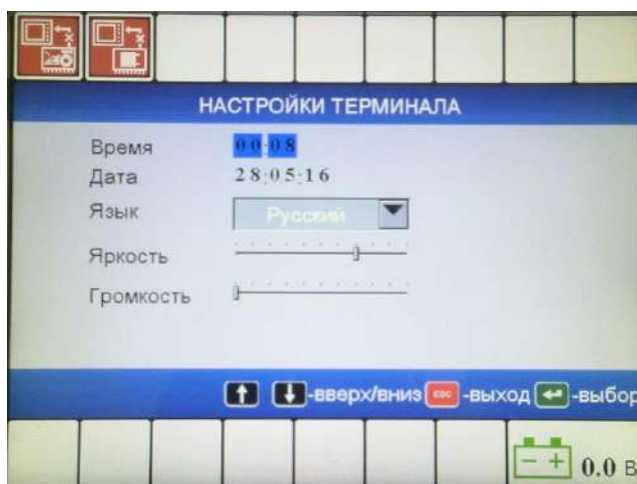 НАСТРОЙКИ ТЕРМИНАЛА
Время 00:08
Дата 28:05:16
Язык Русский
Яркость
Громкость
-вверх/вниз esc -выход -выбор
- + 0.0 В